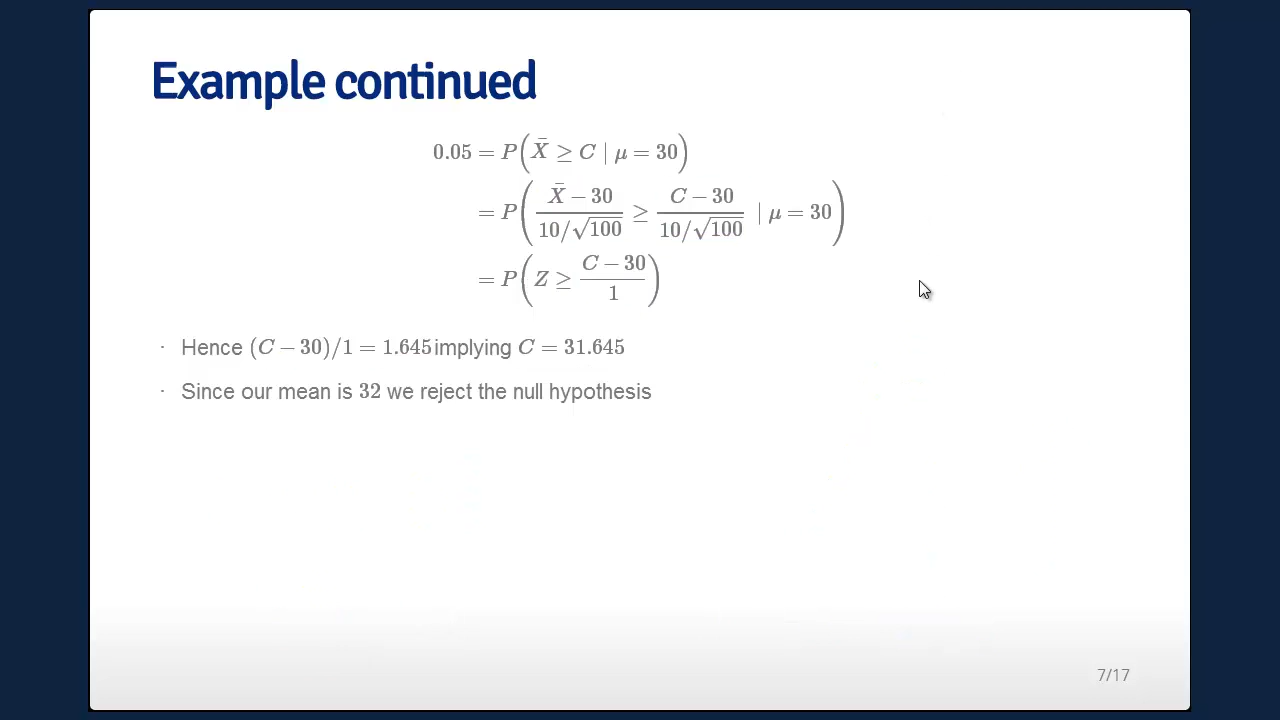 Example continued
0.05 = P(X̄ ≥ C | μ = 30)
= P((X̄ − 30)/(10/√100) ≥ (C − 30)/(10/√100) | μ = 30)
= P(Z ≥ (C − 30)/1)
· Hence (C − 30)/1 = 1.645 implying C = 31.645
· Since our mean is 32 we reject the null hypothesis
7/17